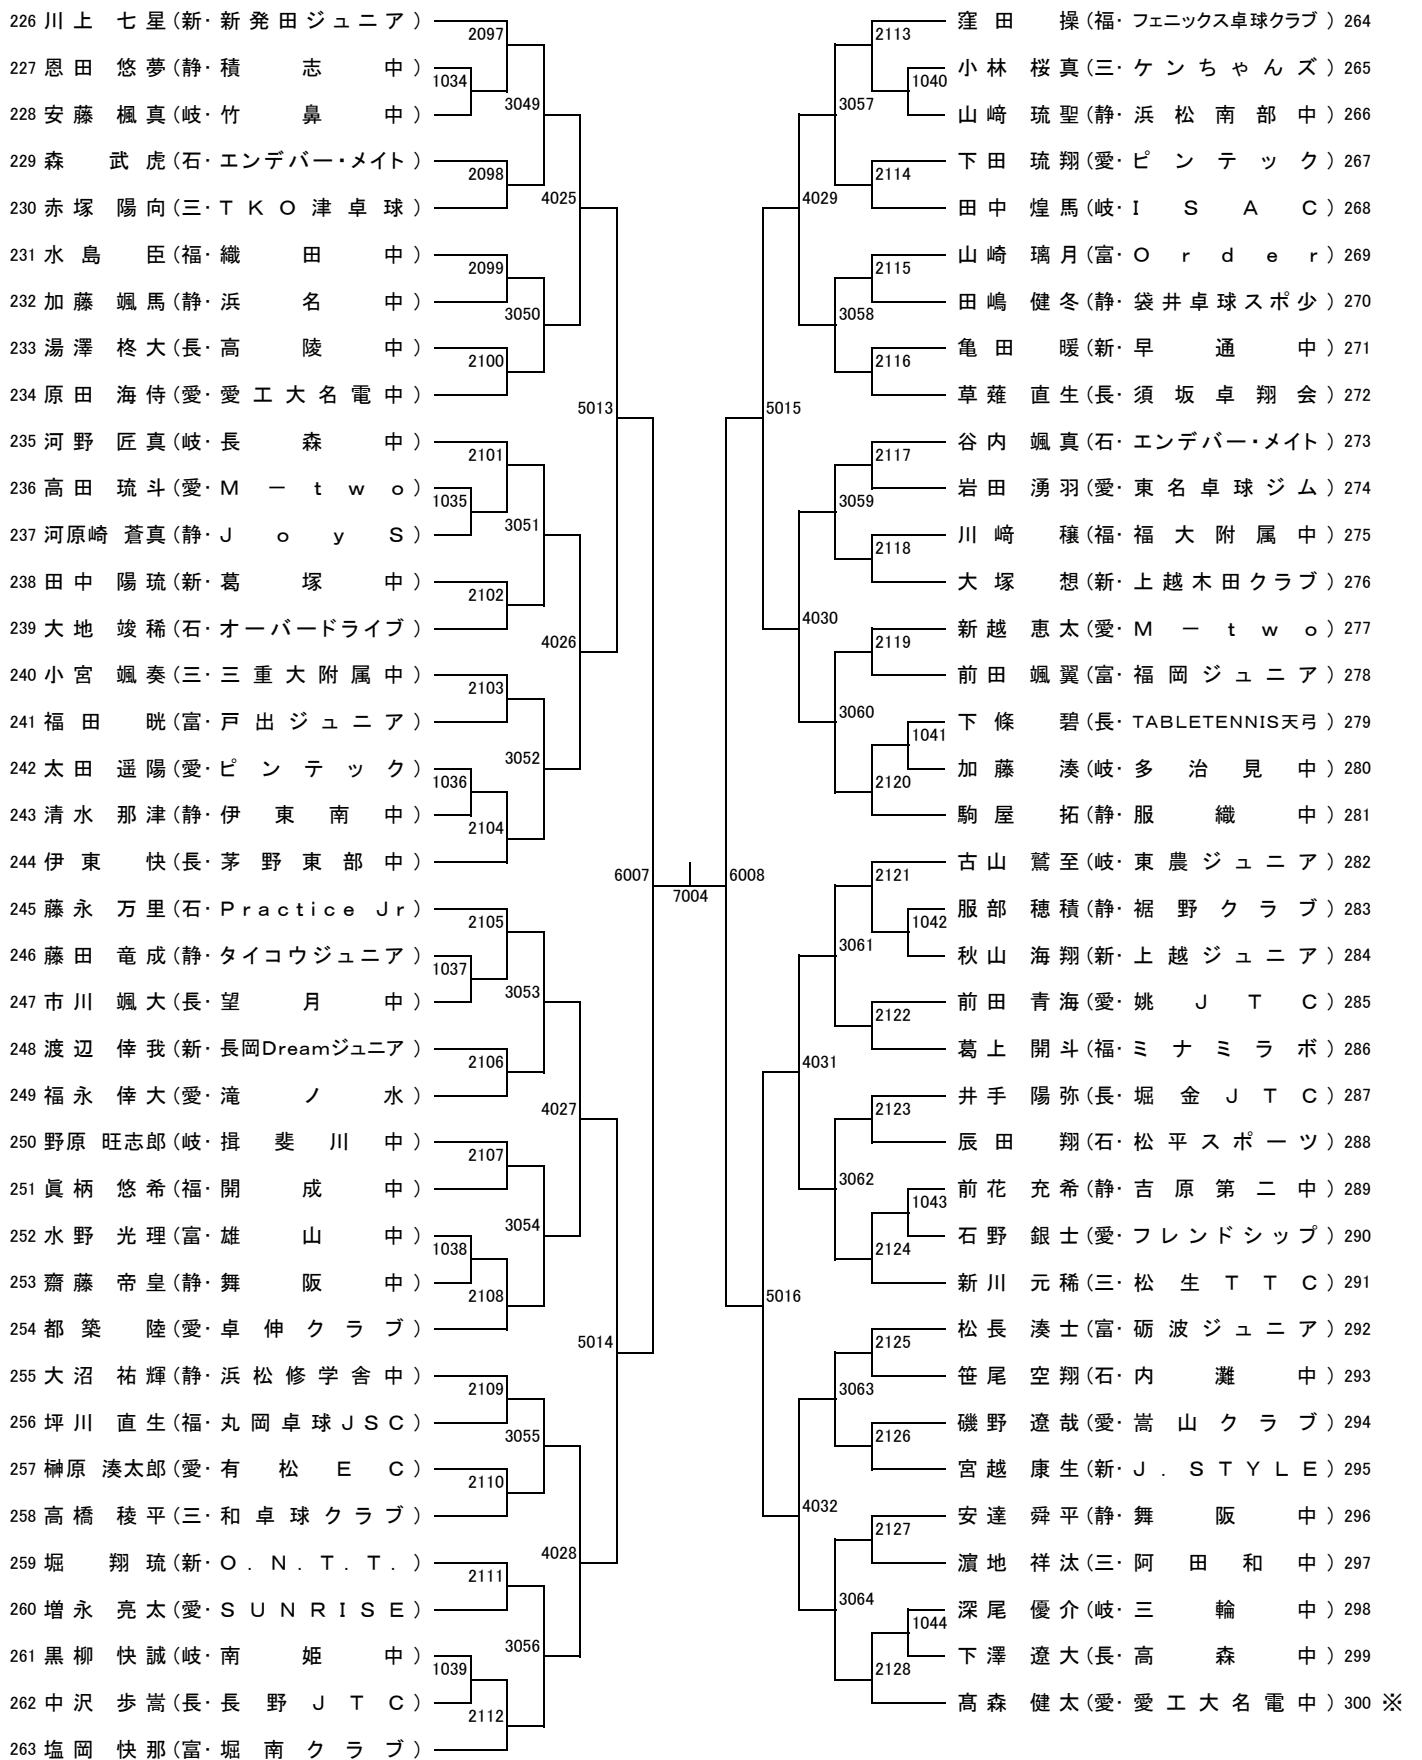 226 川上 七星 (新・新発田ジュニア)
227 恩田 悠夢 (静・積志中)
228 安藤 楓真 (岐・竹鼻中)
229 森 武虎 (石・エンデバー・メイト)
230 赤塚 陽向 (三・TKO津卓球)
231 水島 臣 (福・織田中)
232 加藤 颯馬 (静・浜名中)
233 湯澤 柊大 (長・高陵中)
234 原田 海侍 (愛・愛工大名電中)
235 河野 匠真 (岐・長森中)
236 高田 琉斗 (愛・M-two)
237 河原崎 蒼真 (静・JoyS)
238 田中 陽琉 (新・葛塚中)
239 大地 竣稀 (石・オーバードライブ)
240 小宮 颯奏 (三・三重大附属中)
241 福田 晄 (富・戸出ジュニア)
242 太田 遥陽 (愛・ピンテック)
243 清水 那津 (静・伊東南中)
244 伊東 快 (長・茅野東部中)
245 藤永 万里 (石・Practice Jr)
246 藤田 竜成 (静・タイコウジュニア)
247 市川 颯大 (長・望月中)
248 渡辺 倖我 (新・長岡Dreamジュニア)
249 福永 倖大 (愛・滝ノ水)
250 野原 旺志郎 (岐・揖斐川中)
251 眞柄 悠希 (福・開成中)
252 水野 光理 (富・雄山中)
253 齋藤 帝皇 (静・舞阪中)
254 都築 陸 (愛・卓伸クラブ)
255 大沼 祐輝 (静・浜松修学舎中)
256 坪川 直生 (福・丸岡卓球JSC)
257 榊原 湊太郎 (愛・有松EC)
258 高橋 稜平 (三・和卓球クラブ)
259 堀 翔琉 (新・O.N.T.T.)
260 増永 亮太 (愛・SUNRISE)
261 黒柳 快誠 (岐・南姫中)
262 中沢 歩嵩 (長・長野JTC)
263 塩岡 快那 (富・堀南クラブ)
1034
1035
1036
1037
1038
1039
2097
2098
2099
2100
2101
2102
2103
2104
2105
2106
2107
2108
2109
2110
2111
2112
3049
3050
3051
3052
3053
3054
3055
3056
4025
4026
4027
4028
5013
5014
6007
7004
6008
5015
5016
4029
4030
4031
4032
3057
3058
3059
3060
3061
3062
3063
3064
2113
2114
2115
2116
2117
2118
2119
2120
2121
2122
2123
2124
2125
2126
2127
2128
1040
1041
1042
1043
1044
窪田 操 (福・フェニックス卓球クラブ) 264
小林 桜真 (三・ケンちゃんズ) 265
山﨑 琉聖 (静・浜松南部中) 266
下田 琉翔 (愛・ピンテック) 267
田中 煌馬 (岐・ISAC) 268
山崎 璃月 (富・Order) 269
田嶋 健冬 (静・袋井卓球スポ少) 270
亀田 暖 (新・早通中) 271
草薙 直生 (長・須坂卓翔会) 272
谷内 颯真 (石・エンデバー・メイト) 273
岩田 湧羽 (愛・東名卓球ジム) 274
川﨑 穣 (福・福大附属中) 275
大塚 想 (新・上越木田クラブ) 276
新越 恵太 (愛・M-two) 277
前田 颯翼 (富・福岡ジュニア) 278
下條 碧 (長・TABLETENNIS天弓) 279
加藤 湊 (岐・多治見中) 280
駒屋 拓 (静・服織中) 281
古山 鷲至 (岐・東農ジュニア) 282
服部 穂積 (静・裾野クラブ) 283
秋山 海翔 (新・上越ジュニア) 284
前田 青海 (愛・姚JTC) 285
葛上 開斗 (福・ミナミラボ) 286
井手 陽弥 (長・堀金JTC) 287
辰田 翔 (石・松平スポーツ) 288
前花 充希 (静・吉原第二中) 289
石野 銀士 (愛・フレンドシップ) 290
新川 元稀 (三・松生TTC) 291
松長 湊士 (富・砺波ジュニア) 292
笹尾 空翔 (石・内灘中) 293
磯野 遼哉 (愛・嵩山クラブ) 294
宮越 康生 (新・J.STYLE) 295
安達 舜平 (静・舞阪中) 296
濵地 祥汰 (三・阿田和中) 297
深尾 優介 (岐・三輪中) 298
下澤 遼大 (長・高森中) 299
髙森 健太 (愛・愛工大名電中) 300 ※